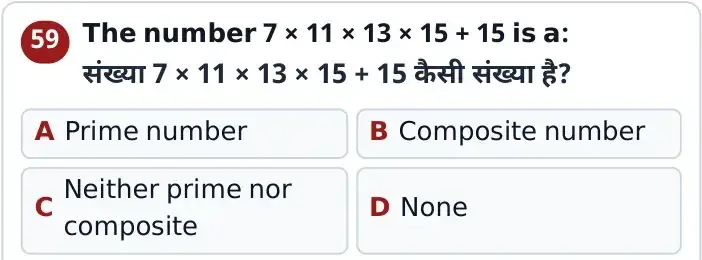 59 The number 7 × 11 × 13 × 15 + 15 is a:
संख्या 7 × 11 × 13 × 15 + 15 कैसी संख्या है?
A Prime number
B Composite number
C Neither prime nor
composite
D None